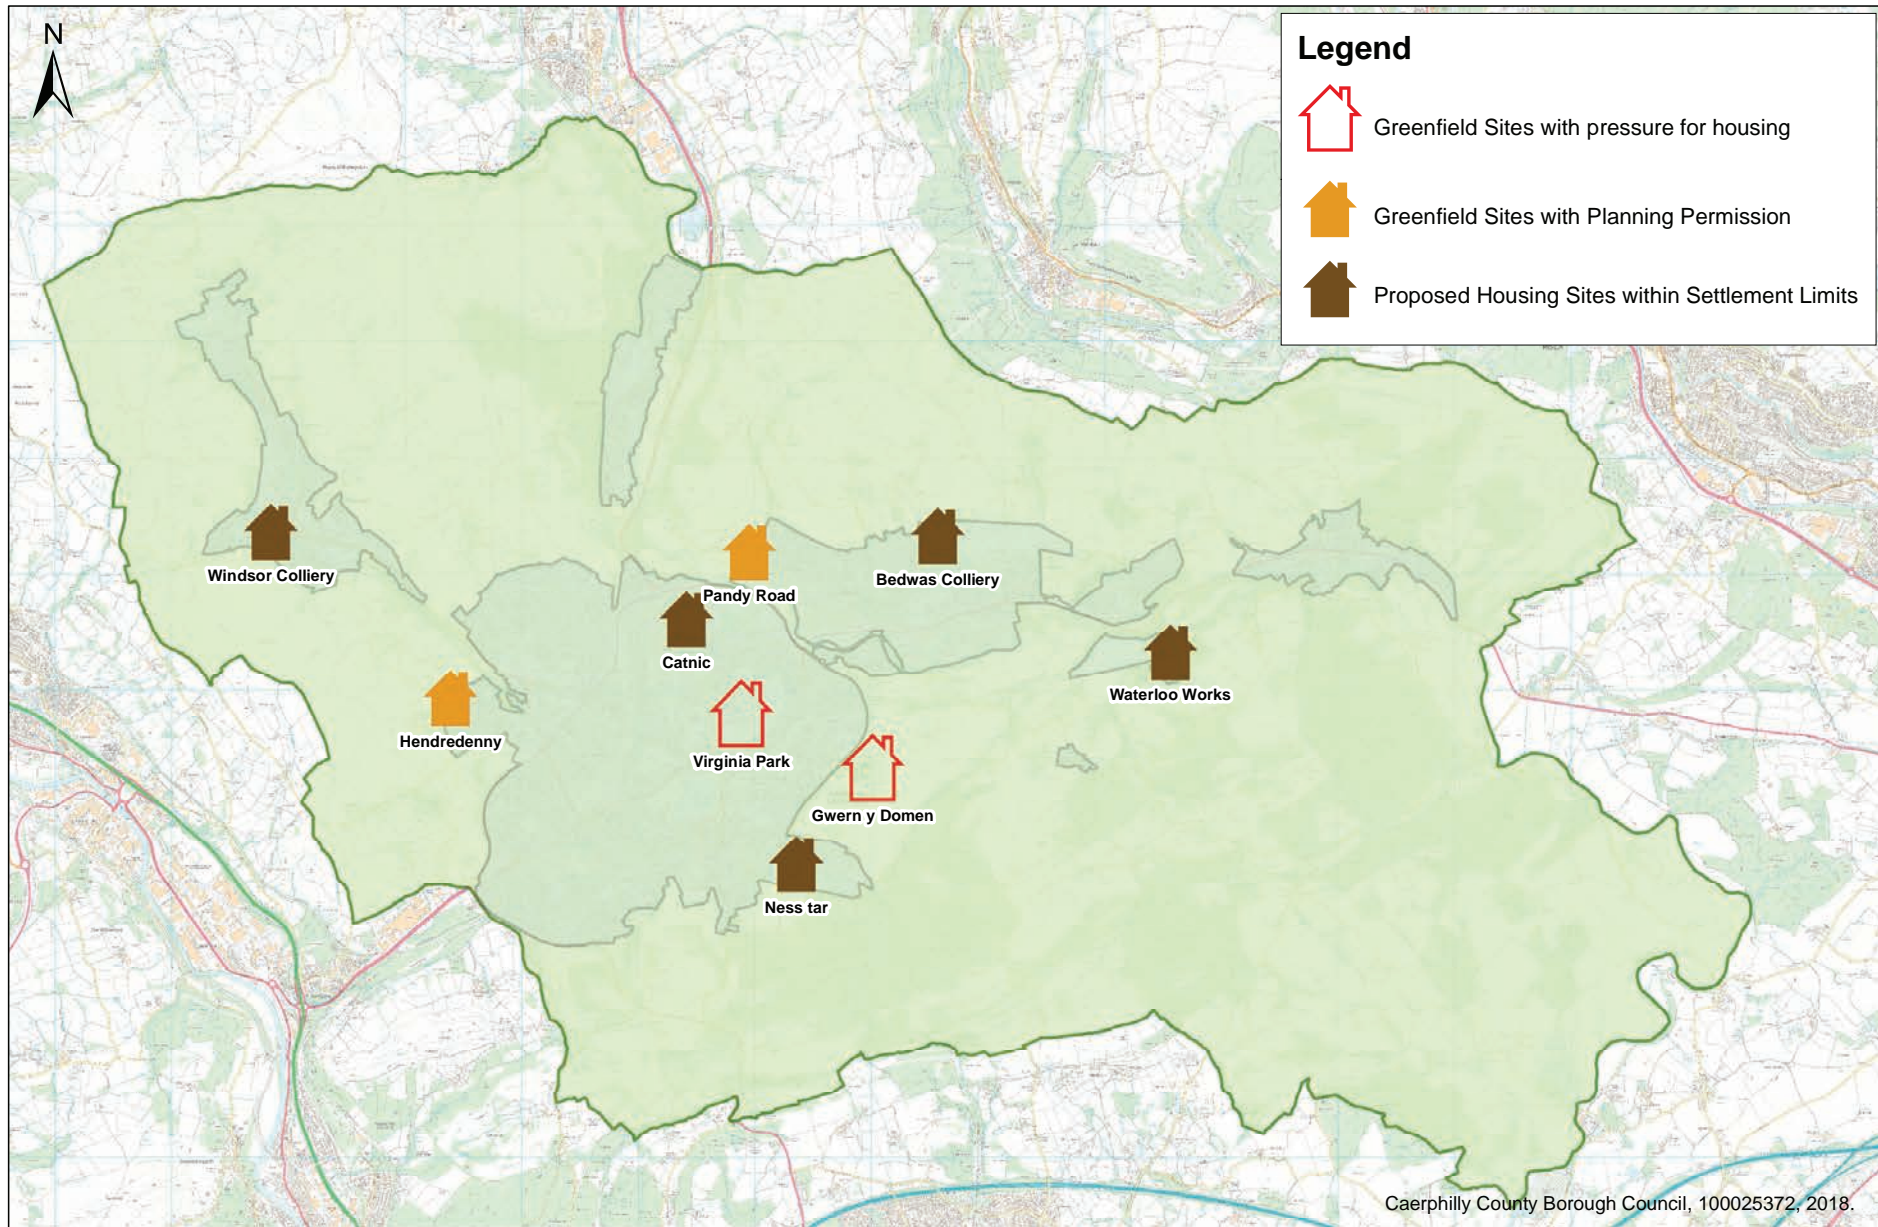 N
Legend
Greenfield Sites with pressure for housing
Greenfield Sites with Planning Permission
Proposed Housing Sites within Settlement Limits
Windsor Colliery
Pandy Road
Bedwas Colliery
Catnic
Waterloo Works
Hendredenny
Virginia Park
Gwern y Domen
Ness tar
Caerphilly County Borough Council, 100025372, 2018.